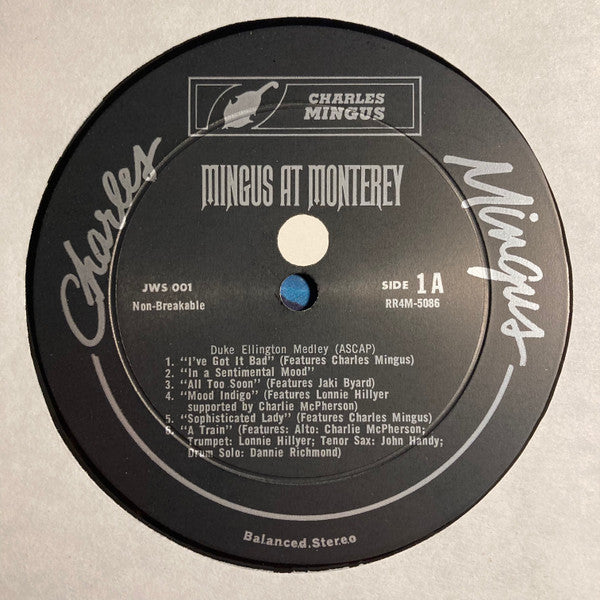 CHARLES
MINGUS
MINGUS AT MONTEREY
Charles
Mingus
JWS 001
Non-Breakable
SIDE 1A
RR4M-5086
Duke Ellington Medley (ASCAP)
1. "I've Got It Bad" (Features Charles Mingus)
2. "In a Sentimental Mood"
3. "All Too Soon" (Features Jaki Byard)
4. "Mood Indigo" (Features Lonnie Hillyer
supported by Charlie McPherson)
5. "Sophisticated Lady" (Features Charles Mingus)
6. "A Train" (Features: Alto: Charlie McPherson;
Trumpet: Lonnie Hillyer; Tenor Sax: John Handy;
Drum Solo: Dannie Richmond)
Balanced.Stereo